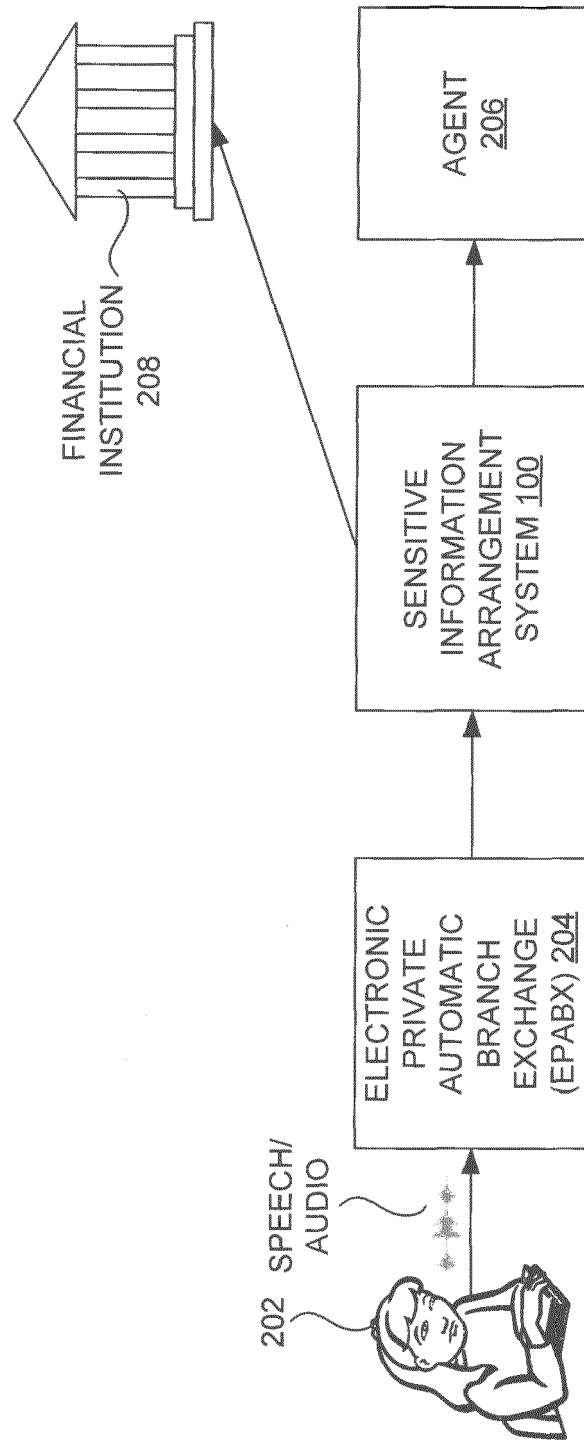 202
SPEECH/
AUDIO
ELECTRONIC
PRIVATE
AUTOMATIC
BRANCH
EXCHANGE
(EPABX) 204
SENSITIVE
INFORMATION
ARRANGEMENT
SYSTEM 100
FINANCIAL
INSTITUTION
208
AGENT
206